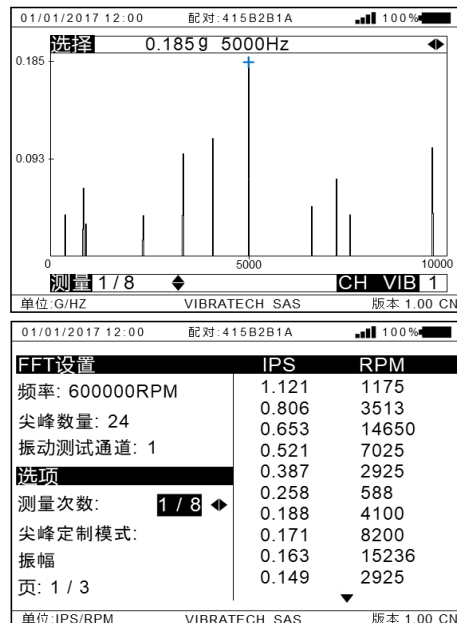 01/01/2017 12:00 配对:415B2B1A 100%
选择 0.185g 5000Hz
0.185
0.093
0 5000 10000
测量 1/8 CH VIB 1
单位:G/HZ VIBRATECH SAS 版本 1.00 CN
01/01/2017 12:00 配对:415B2B1A 100%
FFT设置 IPS RPM
频率: 600000RPM 1.121 1175
尖峰数量: 24 0.806 3513
振动测试通道: 1 0.653 14650
0.521 7025
选项 0.387 2925
测量次数: 1/8 0.258 588
0.188 4100
尖峰定制模式: 0.171 8200
振幅 0.163 15236
页: 1/3 0.149 2925
单位:IPS/RPM VIBRATECH SAS 版本 1.00 CN